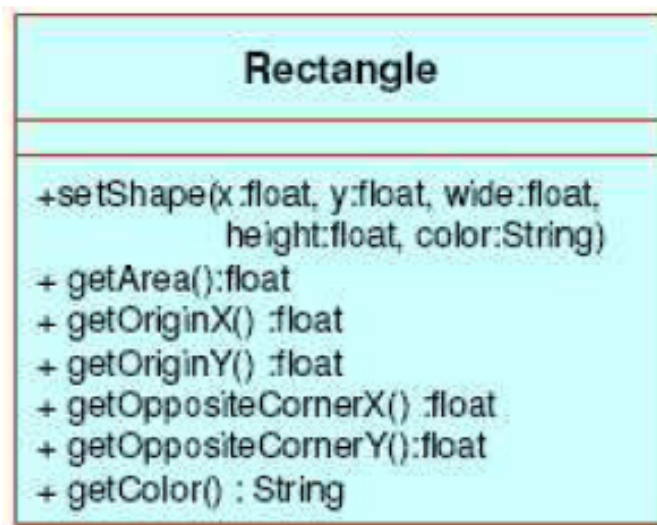 Rectangle
+setShape(x:float, y:float, wide:float,
height:float, color:String)
+ getArea():float
+ getOriginX() :float
+ getOriginY() :float
+ getOppositeCornerX() :float
+ getOppositeCornerY():float
+ getColor() : String